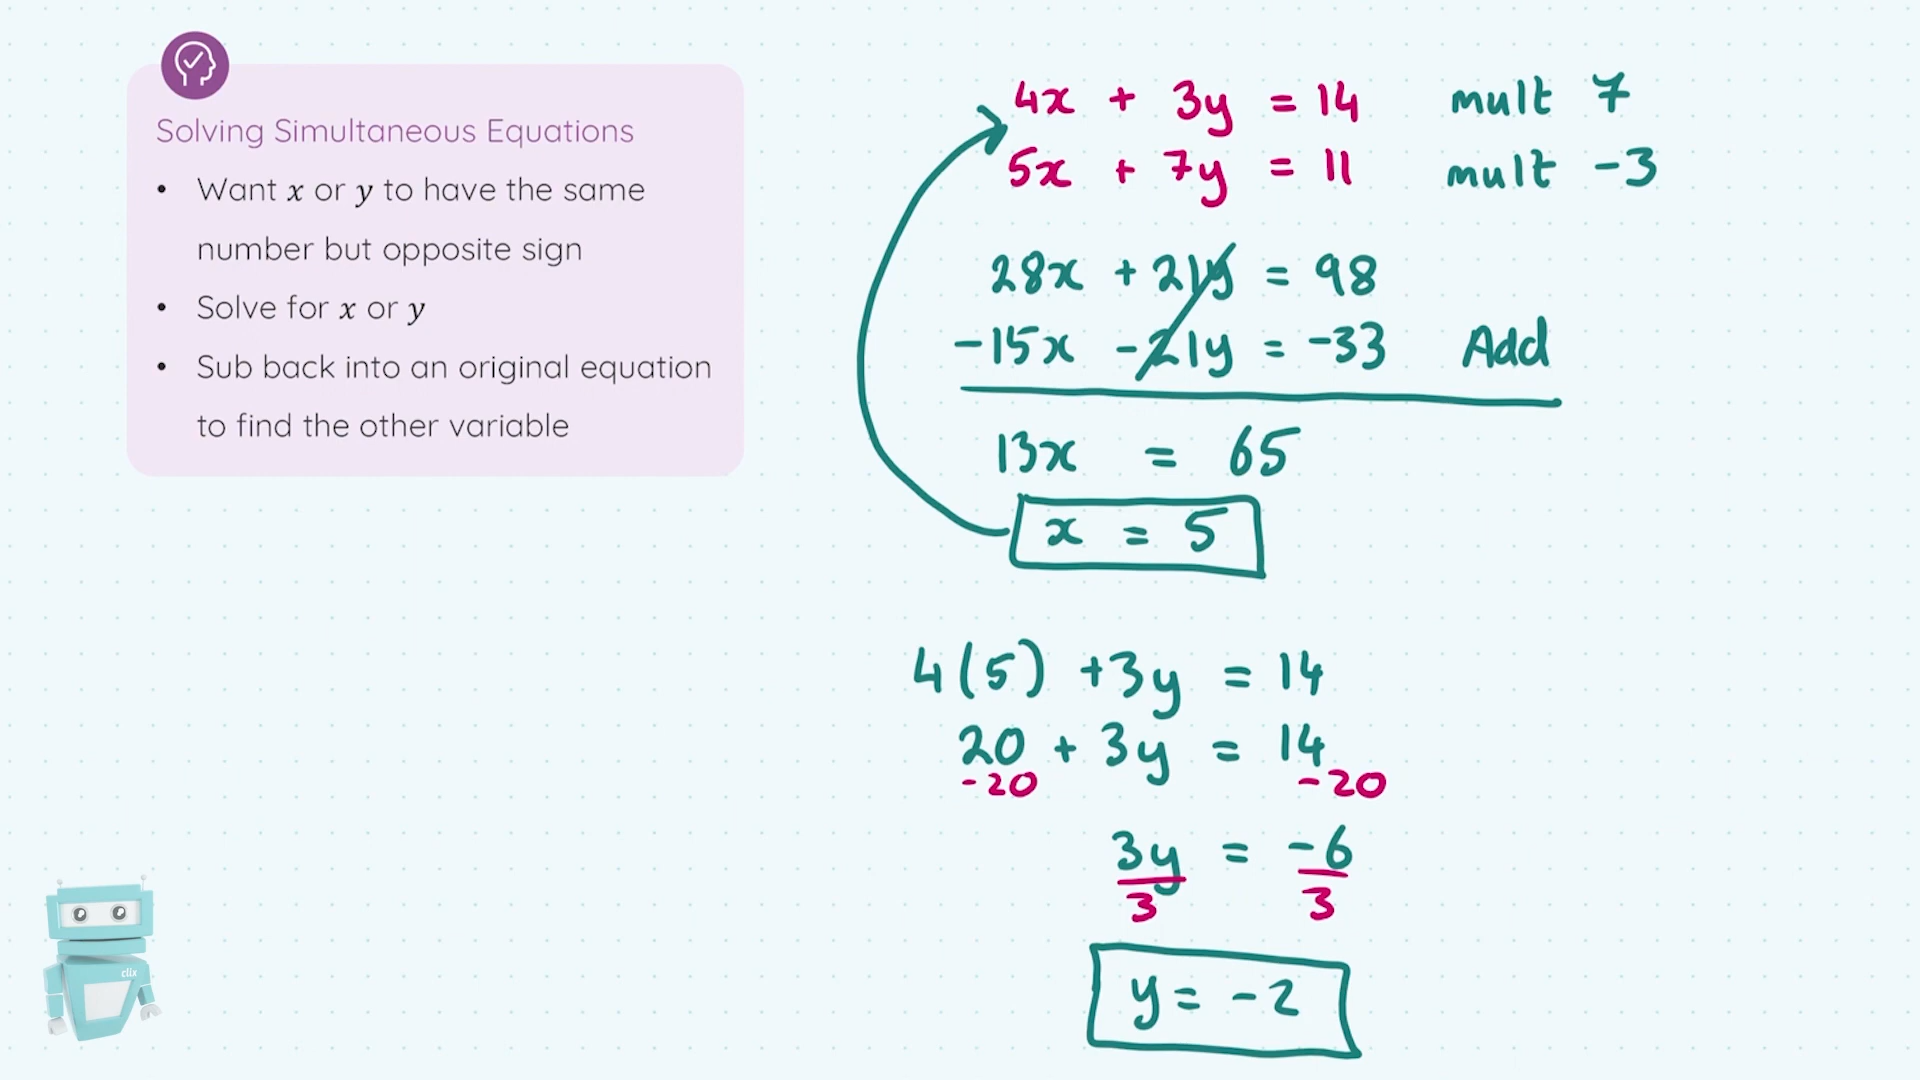 Solving Simultaneous Equations
• Want x or y to have the same
number but opposite sign
• Solve for x or y
• Sub back into an original equation
to find the other variable
4x + 3y = 14 mult 7
5x + 7y = 11 mult -3
28x + 21y = 98
-15x - 21y = -33 Add
13x = 65
x = 5
4(5) + 3y = 14
20 + 3y = 14
-20 -20
3y = -6
3 3
y = -2
clix